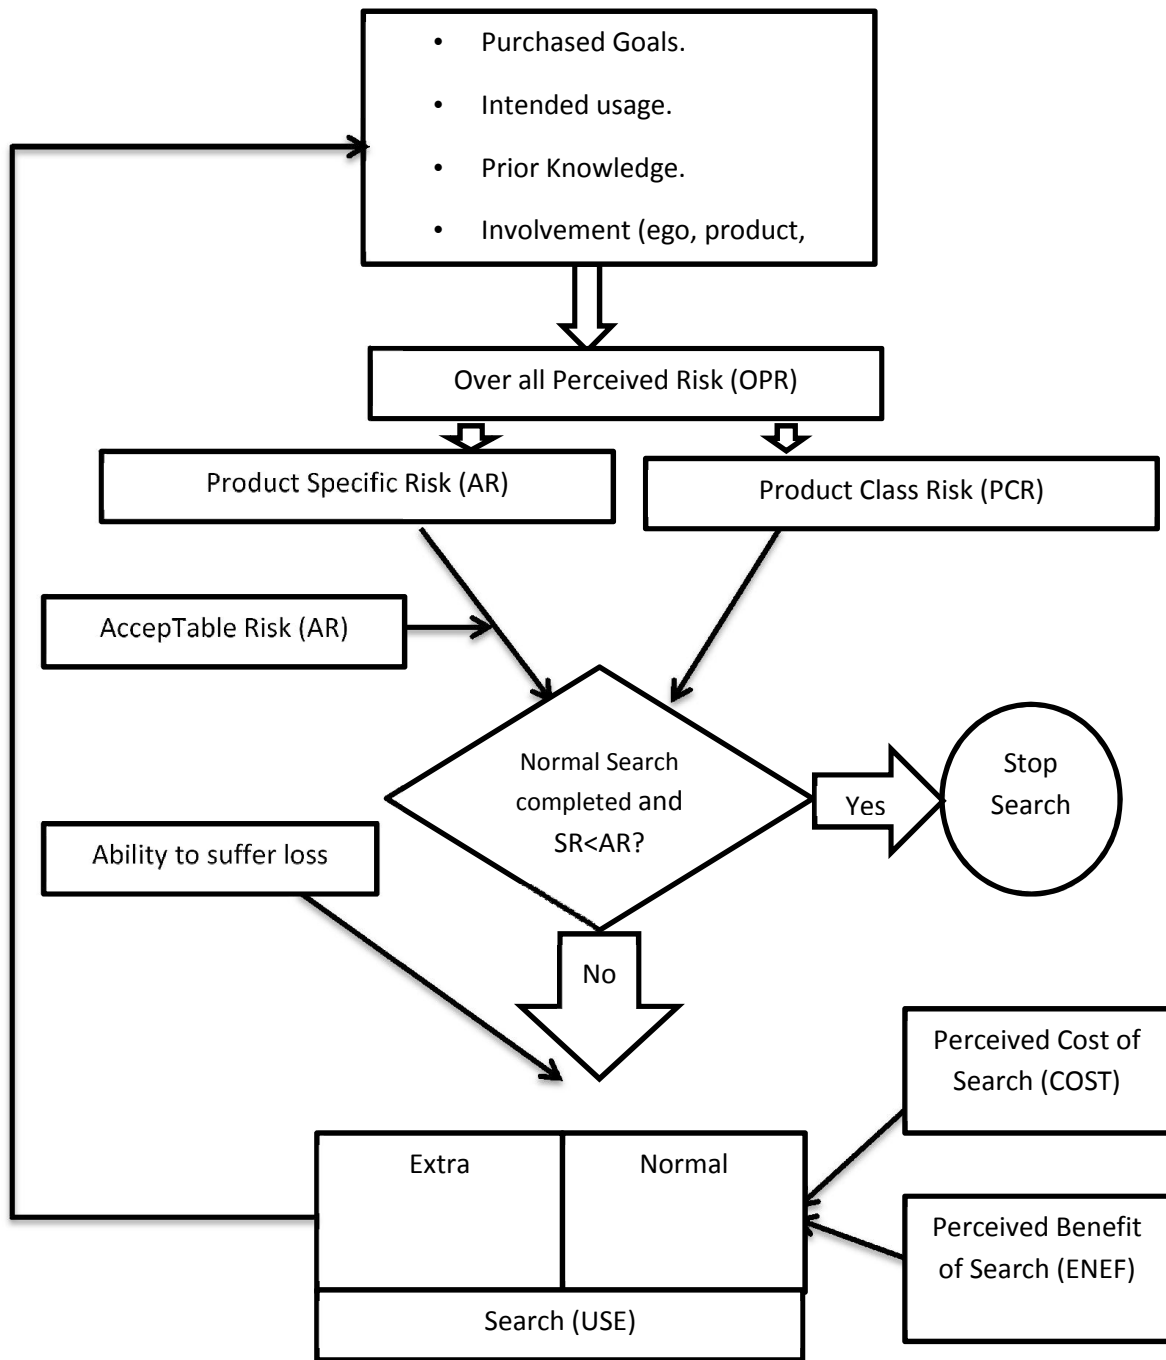 • Purchased Goals.
• Intended usage.
• Prior Knowledge.
• Involvement (ego, product,
Over all Perceived Risk (OPR)
Product Specific Risk (AR)
Product Class Risk (PCR)
AccepTable Risk (AR)
Normal Search
completed and
SR<AR?
Yes
Stop
Search
Ability to suffer loss
No
Perceived Cost of
Search (COST)
Extra
Normal
Perceived Benefit
of Search (ENEF)
Search (USE)